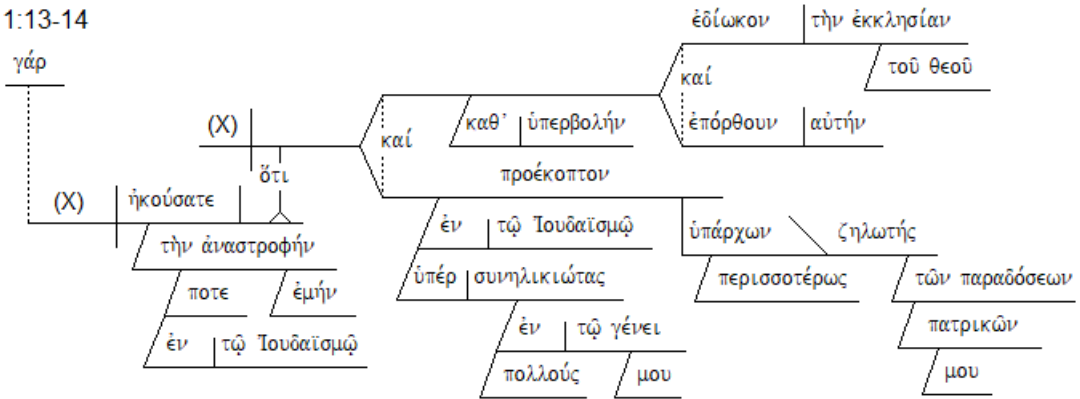 1:13-14
γάρ
(X) ἠκούσατε
τὴν ἀναστροφήν
ποτε ἐμήν
ἐν τῷ Ἰουδαϊσμῷ
(X)
ὅτι
καί
καθ᾽ ὑπερβολήν
καί
ἐδίωκον τὴν ἐκκλησίαν
τοῦ θεοῦ
ἐπόρθουν αὐτήν
προέκοπτον
ἐν τῷ Ἰουδαϊσμῷ
ὑπέρ συνηλικιώτας
ἐν τῷ γένει
πολλούς μου
ὑπάρχων ζηλωτής
περισσοτέρως τῶν παραδόσεων
πατρικῶν
μου